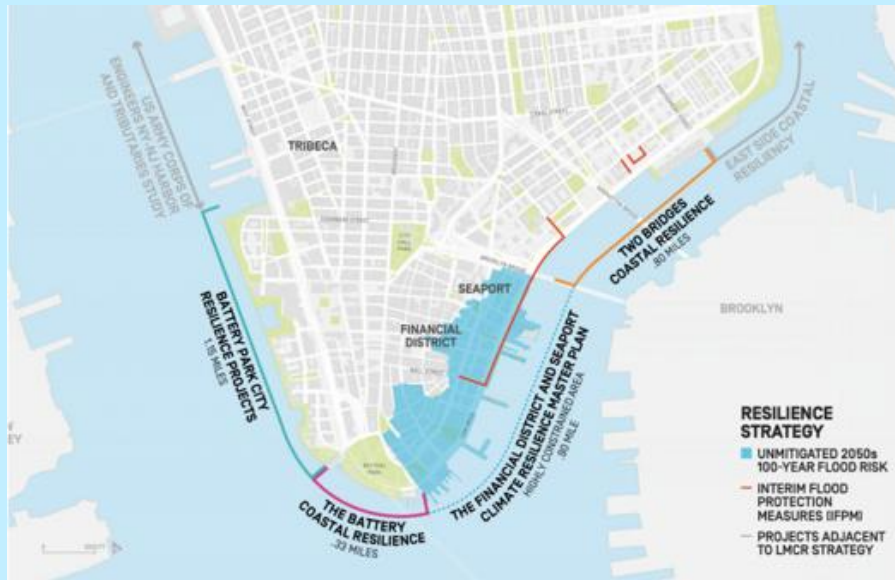 US ARMY CORPS OF
ENGINEERS NY-NJ HARBOR
AND TRIBUTARIES STUDY
TRIBECA
EAST SIDE COASTAL
RESILIENCY
TWO BRIDGES
COASTAL RESILIENCE
.80 MILES
SEAPORT
FINANCIAL
DISTRICT
BROOKLYN
BATTERY PARK CITY
RESILIENCE PROJECTS
1.15 MILES
THE FINANCIAL DISTRICT AND SEAPORT
CLIMATE RESILIENCE MASTER PLAN
HIGHLY CONSTRAINED AREA
.90 MILE
THE BATTERY
COASTAL RESILIENCE
.33 MILES
RESILIENCE
STRATEGY
UNMITIGATED 2050s
100-YEAR FLOOD RISK
INTERIM FLOOD
PROTECTION
MEASURES (IFPM)
PROJECTS ADJACENT
TO LMCR STRATEGY